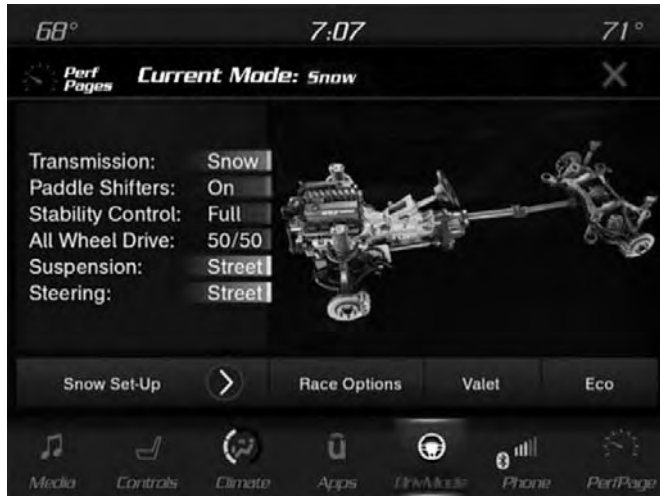 68° 7:07 71°
Perf Pages Current Mode: Snow
Transmission: Snow
Paddle Shifters: On
Stability Control: Full
All Wheel Drive: 50/50
Suspension: Street
Steering: Street
Snow Set-Up Race Options Valet Eco
Media Controls Climate Apps DrivMode Phone PerfPage